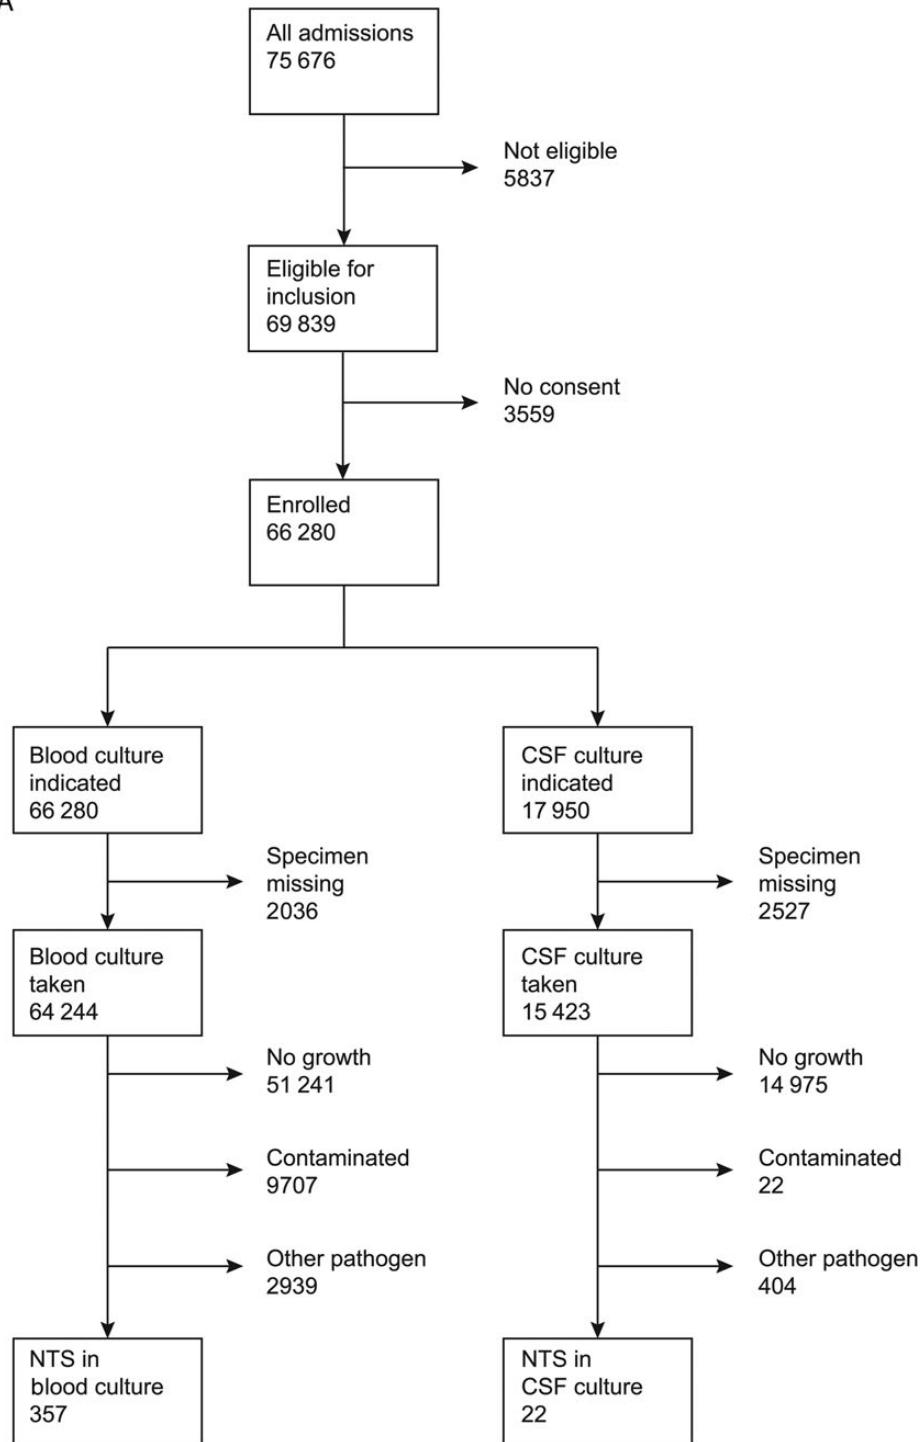 A
All admissions
75 676
Not eligible
5837
Eligible for
inclusion
69 839
No consent
3559
Enrolled
66 280
Blood culture
indicated
66 280
CSF culture
indicated
17 950
Specimen
missing
2036
Specimen
missing
2527
Blood culture
taken
64 244
CSF culture
taken
15 423
No growth
51 241
No growth
14 975
Contaminated
9707
Contaminated
22
Other pathogen
2939
Other pathogen
404
NTS in
blood culture
357
NTS in
CSF culture
22